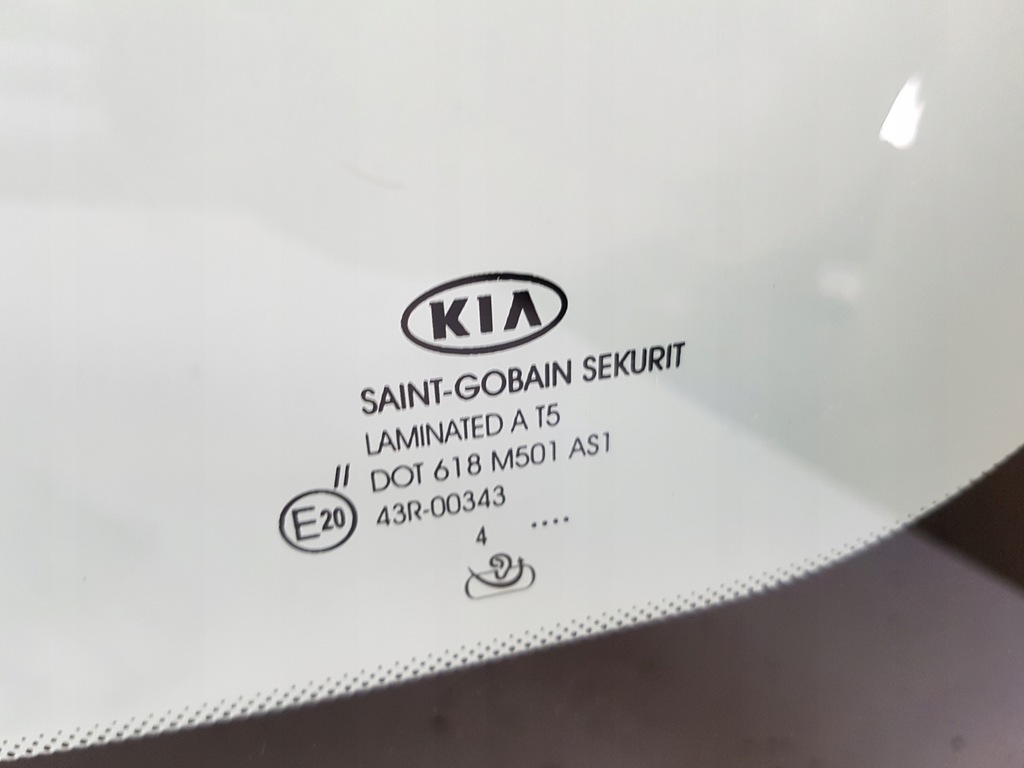 KIA
SAINT-GOBAIN SEKURIT
LAMINATED A T5
II DOT 618 M501 AS1
E20 43R-00343
4 ....